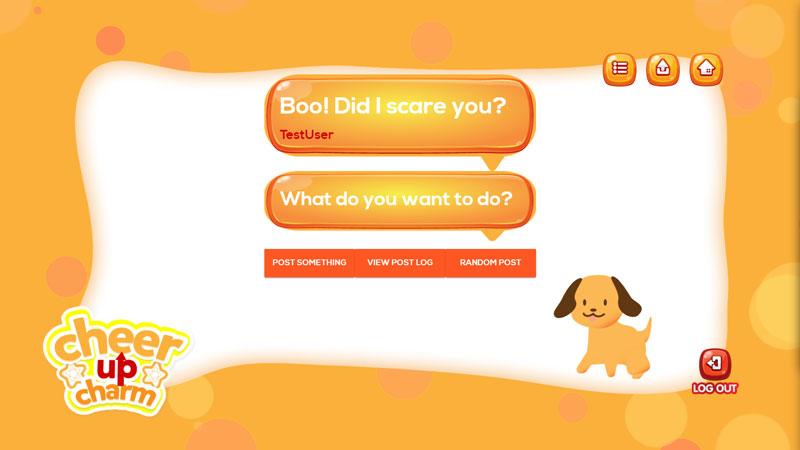 Boo! Did I scare you?
TestUser
What do you want to do?
POST SOMETHING
VIEW POST LOG
RANDOM POST
cheer
up
charm
LOG OUT